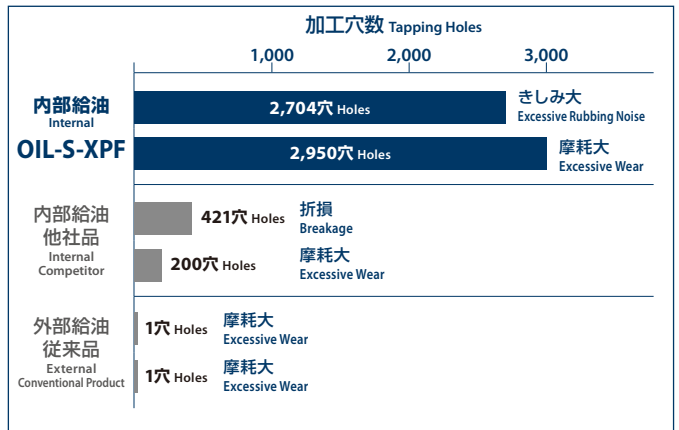 加工穴数 Tapping Holes
1,000 2,000 3,000
内部給油
Internal
OIL-S-XPF
2,704穴 Holes
きしみ大
Excessive Rubbing Noise
2,950穴 Holes
摩耗大
Excessive Wear
内部給油
他社品
Internal
Competitor
421穴 Holes
折損
Breakage
200穴 Holes
摩耗大
Excessive Wear
外部給油
従来品
External
Conventional Product
1穴 Holes
摩耗大
Excessive Wear
1穴 Holes
摩耗大
Excessive Wear